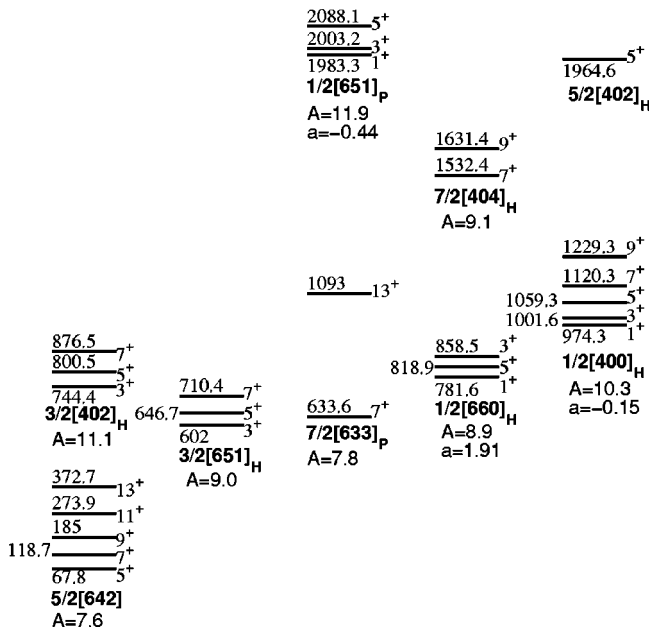 2088.1 5+
2003.2 3+
1983.3 1+
1/2[651]P
A=11.9
a=−0.44
1964.6 5+
5/2[402]H
1631.4 9+
1532.4 7+
7/2[404]H
A=9.1
1229.3 9+
1120.3 7+
1059.3 5+
1001.6 3+
974.3 1+
1/2[400]H
A=10.3
a=−0.15
1093 13+
876.5 7+
800.5 5+
744.4 3+
3/2[402]H
A=11.1
710.4 7+
646.7 5+
602 3+
3/2[651]H
A=9.0
633.6 7+
7/2[633]P
A=7.8
858.5 3+
818.9 5+
781.6 1+
1/2[660]H
A=8.9
a=1.91
372.7 13+
273.9 11+
185 9+
118.7 7+
67.8 5+
5/2[642]
A=7.6